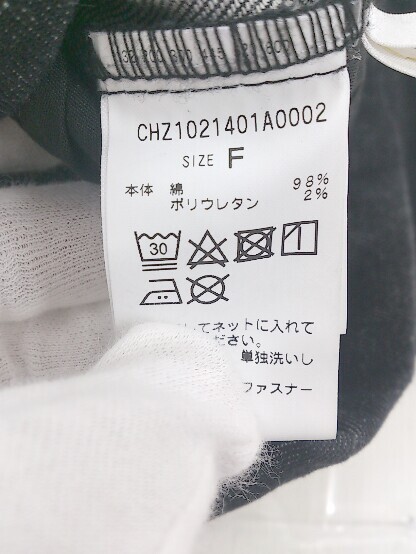 CHZ1021401A0002
SIZE F
本体 綿 98%
ポリウレタン 2%
30
てネットに入れて
ださい。
単独洗いし
ファスナー